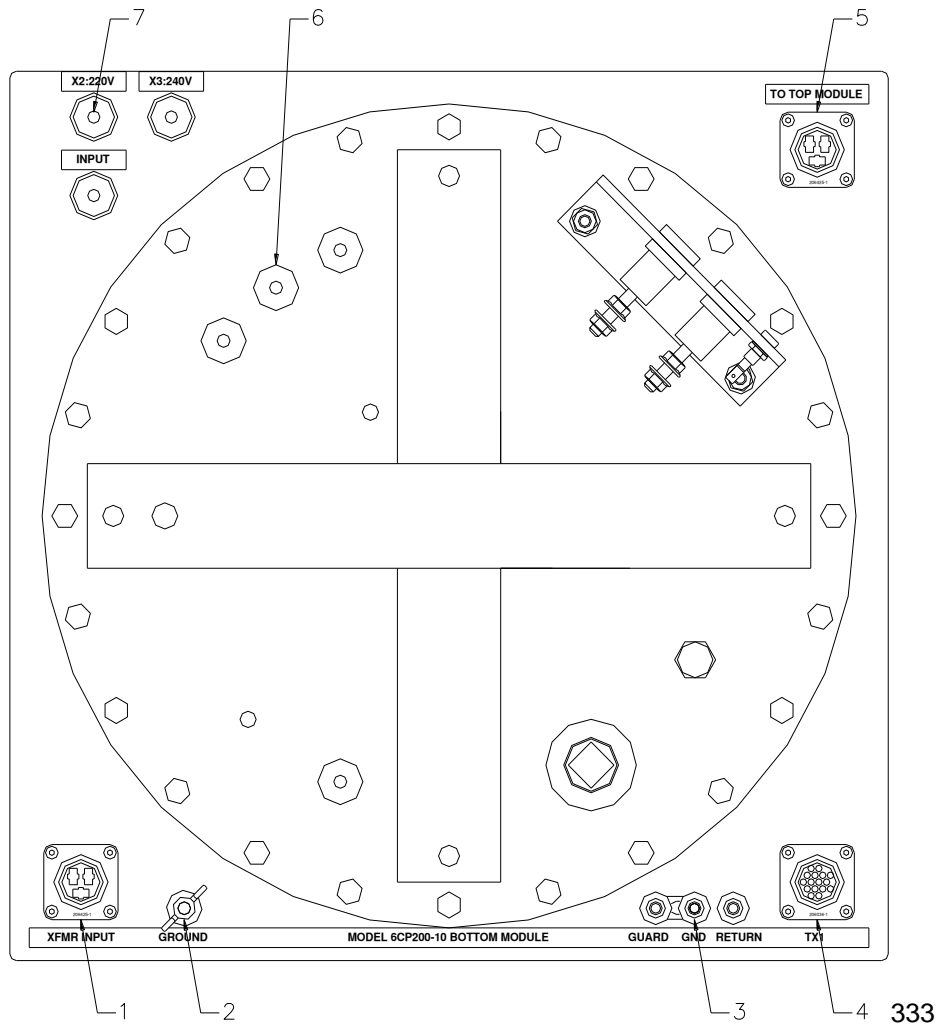 7
6
5
X2:220V
X3:240V
TO TOP MODULE
INPUT
XFMR INPUT
GROUND
MODEL 6CP200-10 BOTTOM MODULE
GUARD
GND
RETURN
TX1
1
2
3
4
333